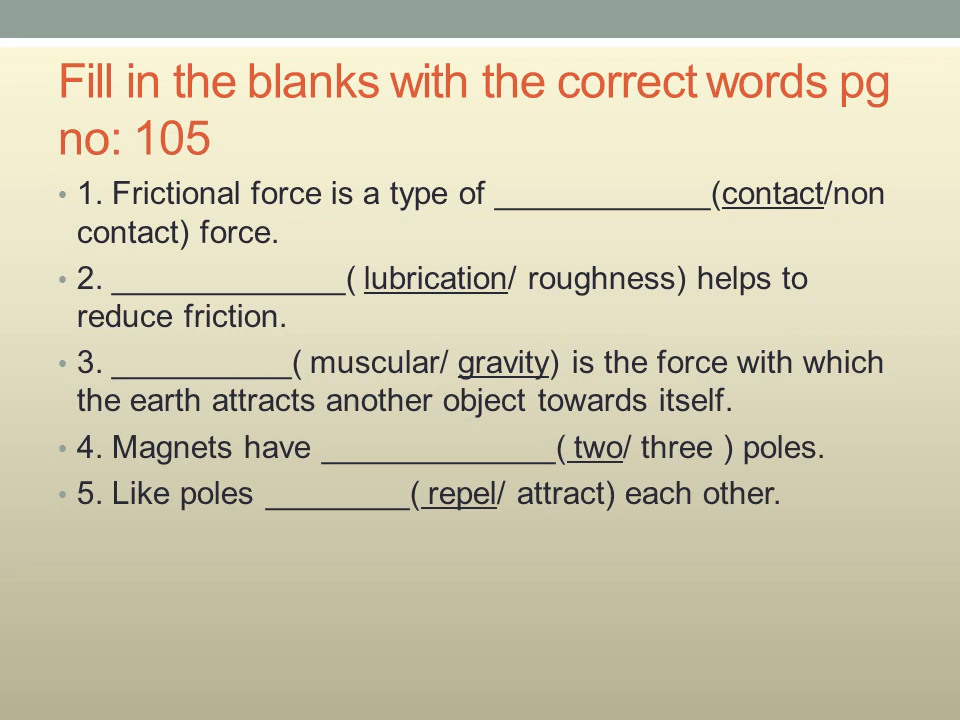 Fill in the blanks with the correct words pg
no: 105
• 1. Frictional force is a type of ____________(contact/non
contact) force.
• 2. _____________( lubrication/ roughness) helps to
reduce friction.
• 3. __________( muscular/ gravity) is the force with which
the earth attracts another object towards itself.
• 4. Magnets have _____________( two/ three ) poles.
• 5. Like poles ________( repel/ attract) each other.